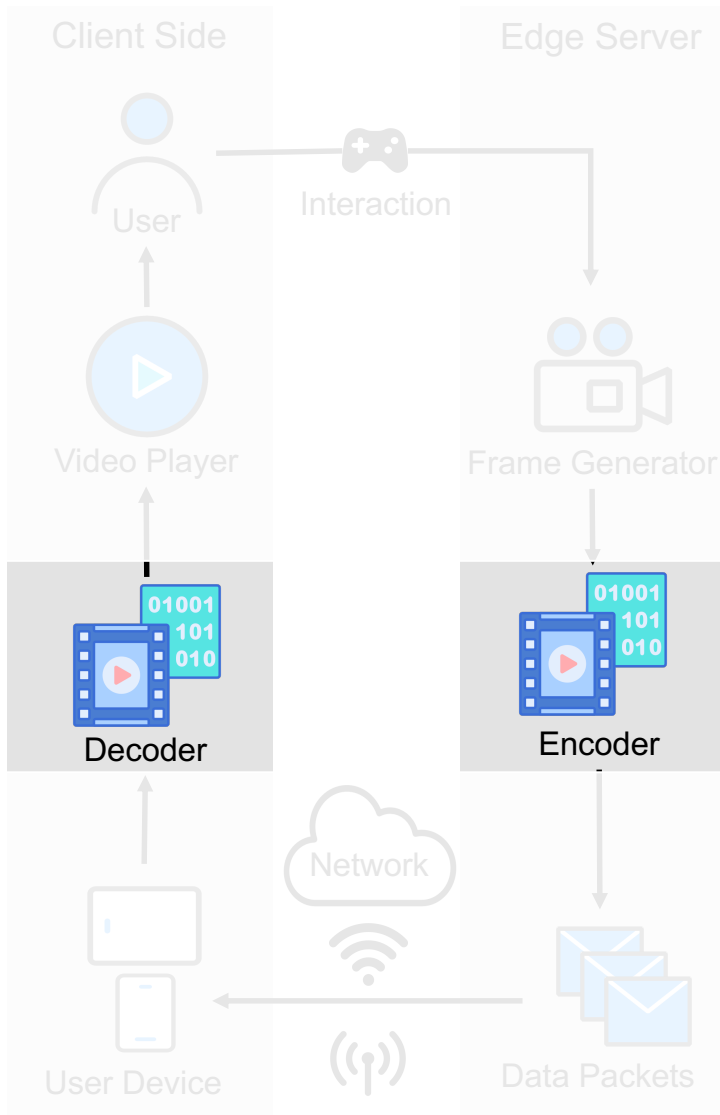 Client Side
Edge Server
Interaction
User
Video Player
Frame Generator
01001
101
010
Decoder
01001
101
010
Encoder
Network
User Device
Data Packets